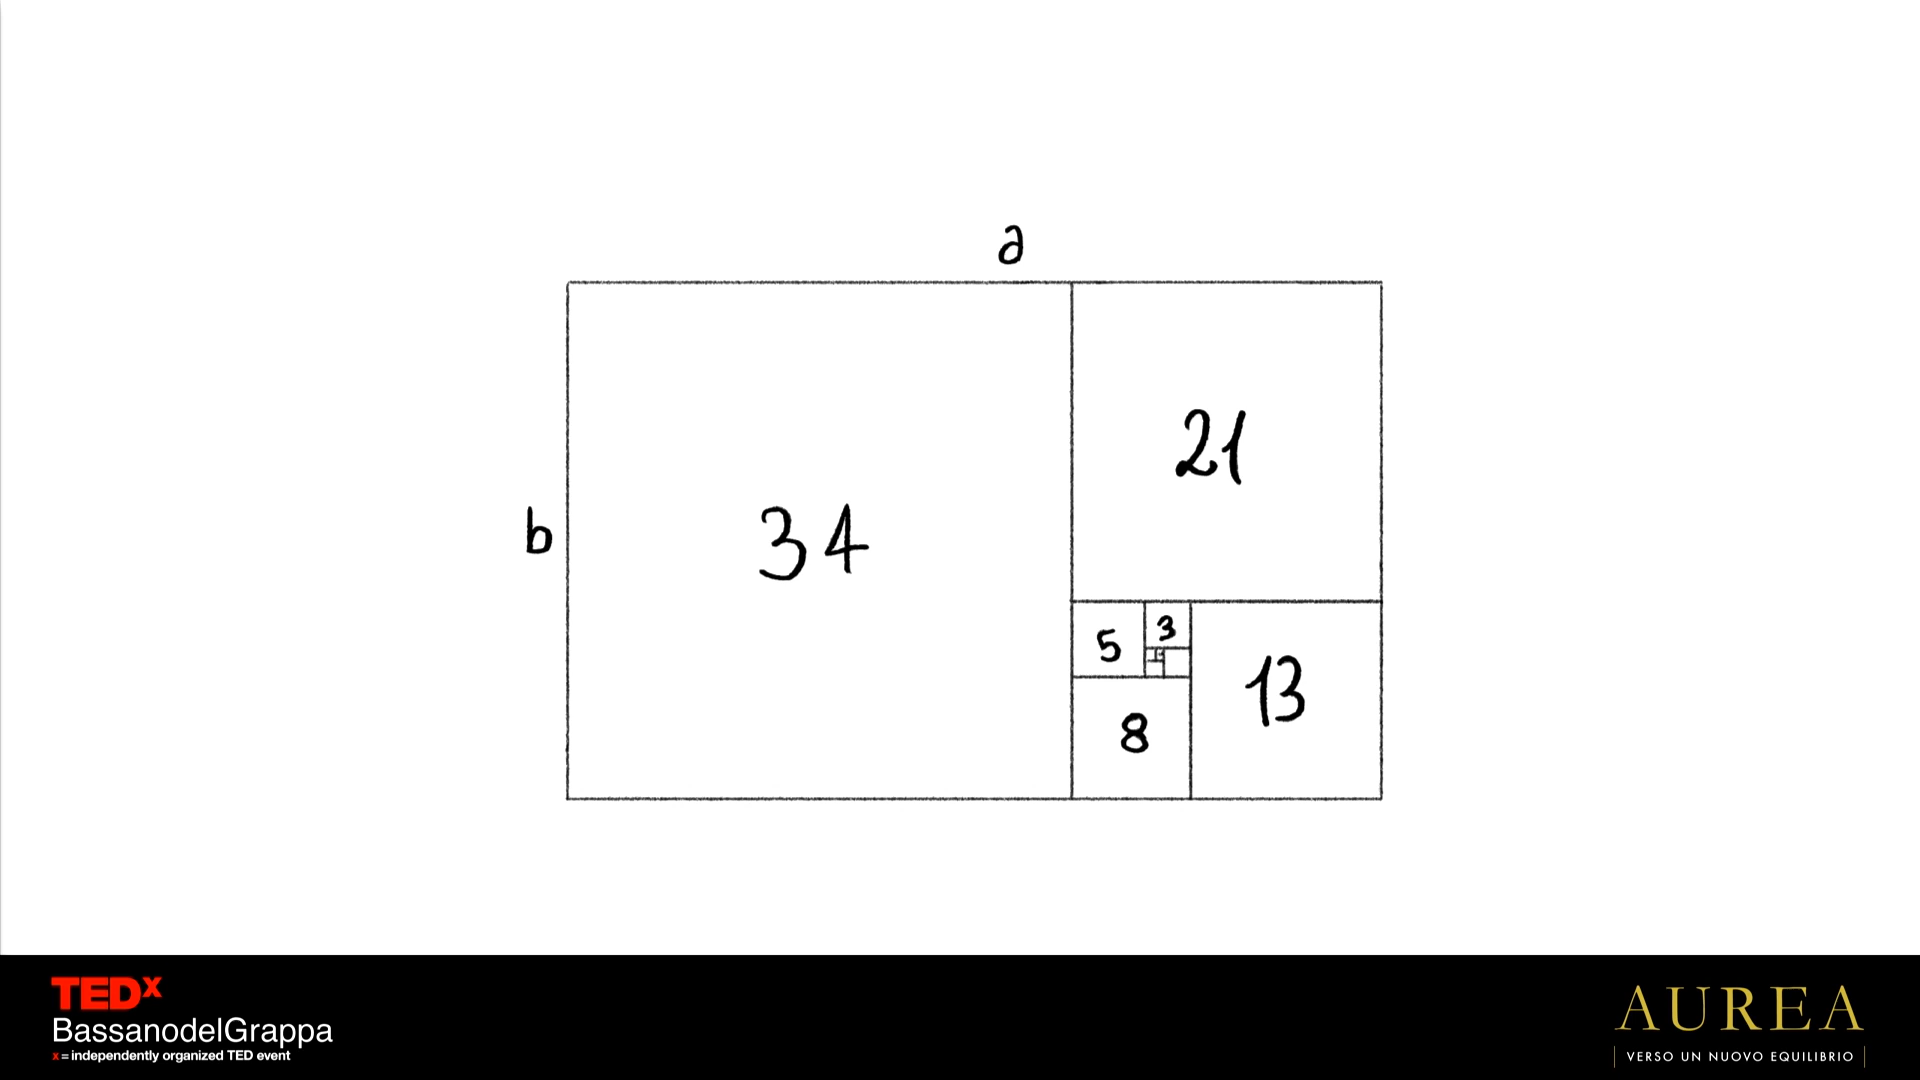 a
b
34
21
5
3
13
8
TEDx
BassanodelGrappa
x = independently organized TED event
AUREA
VERSO UN NUOVO EQUILIBRIO